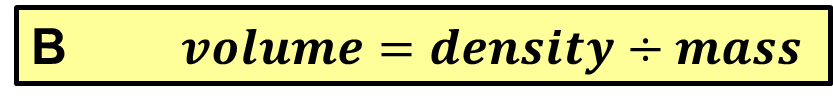 B volume = density ÷ mass